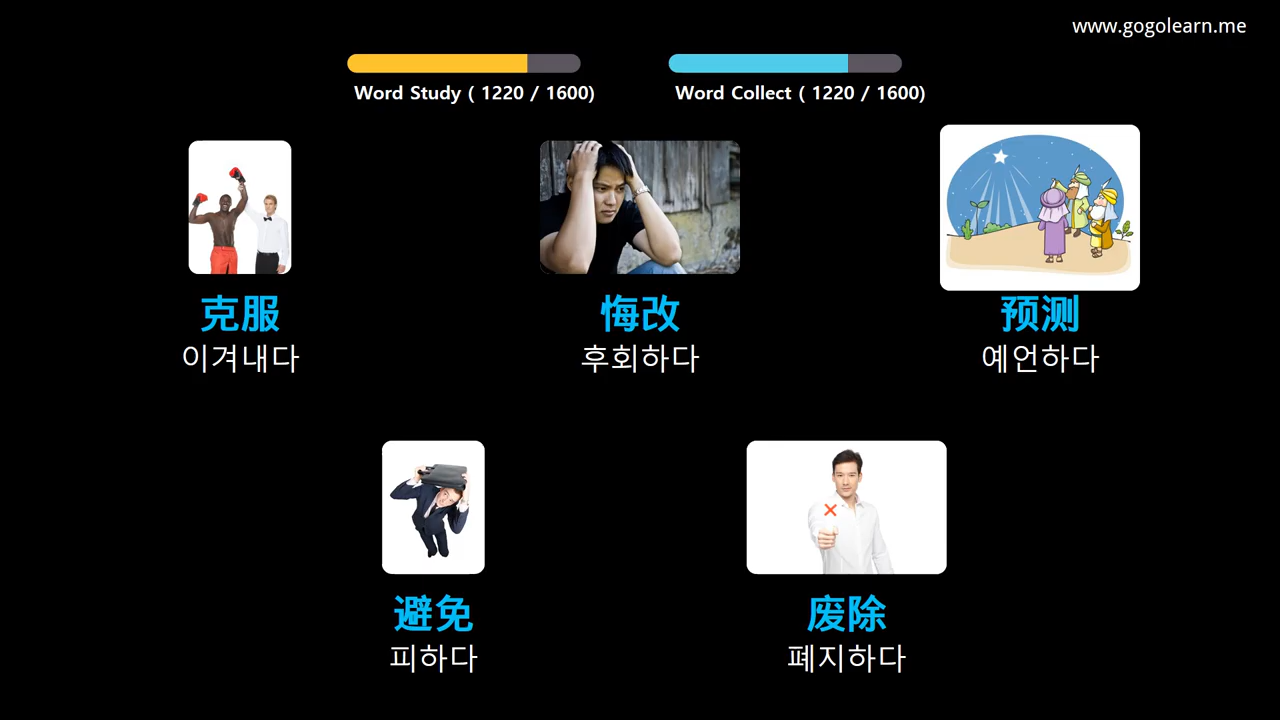 www.gogolearn.me
Word Study ( 1220 / 1600)
Word Collect ( 1220 / 1600)
克服
이겨내다
悔改
후회하다
预测
예언하다
避免
피하다
废除
폐지하다